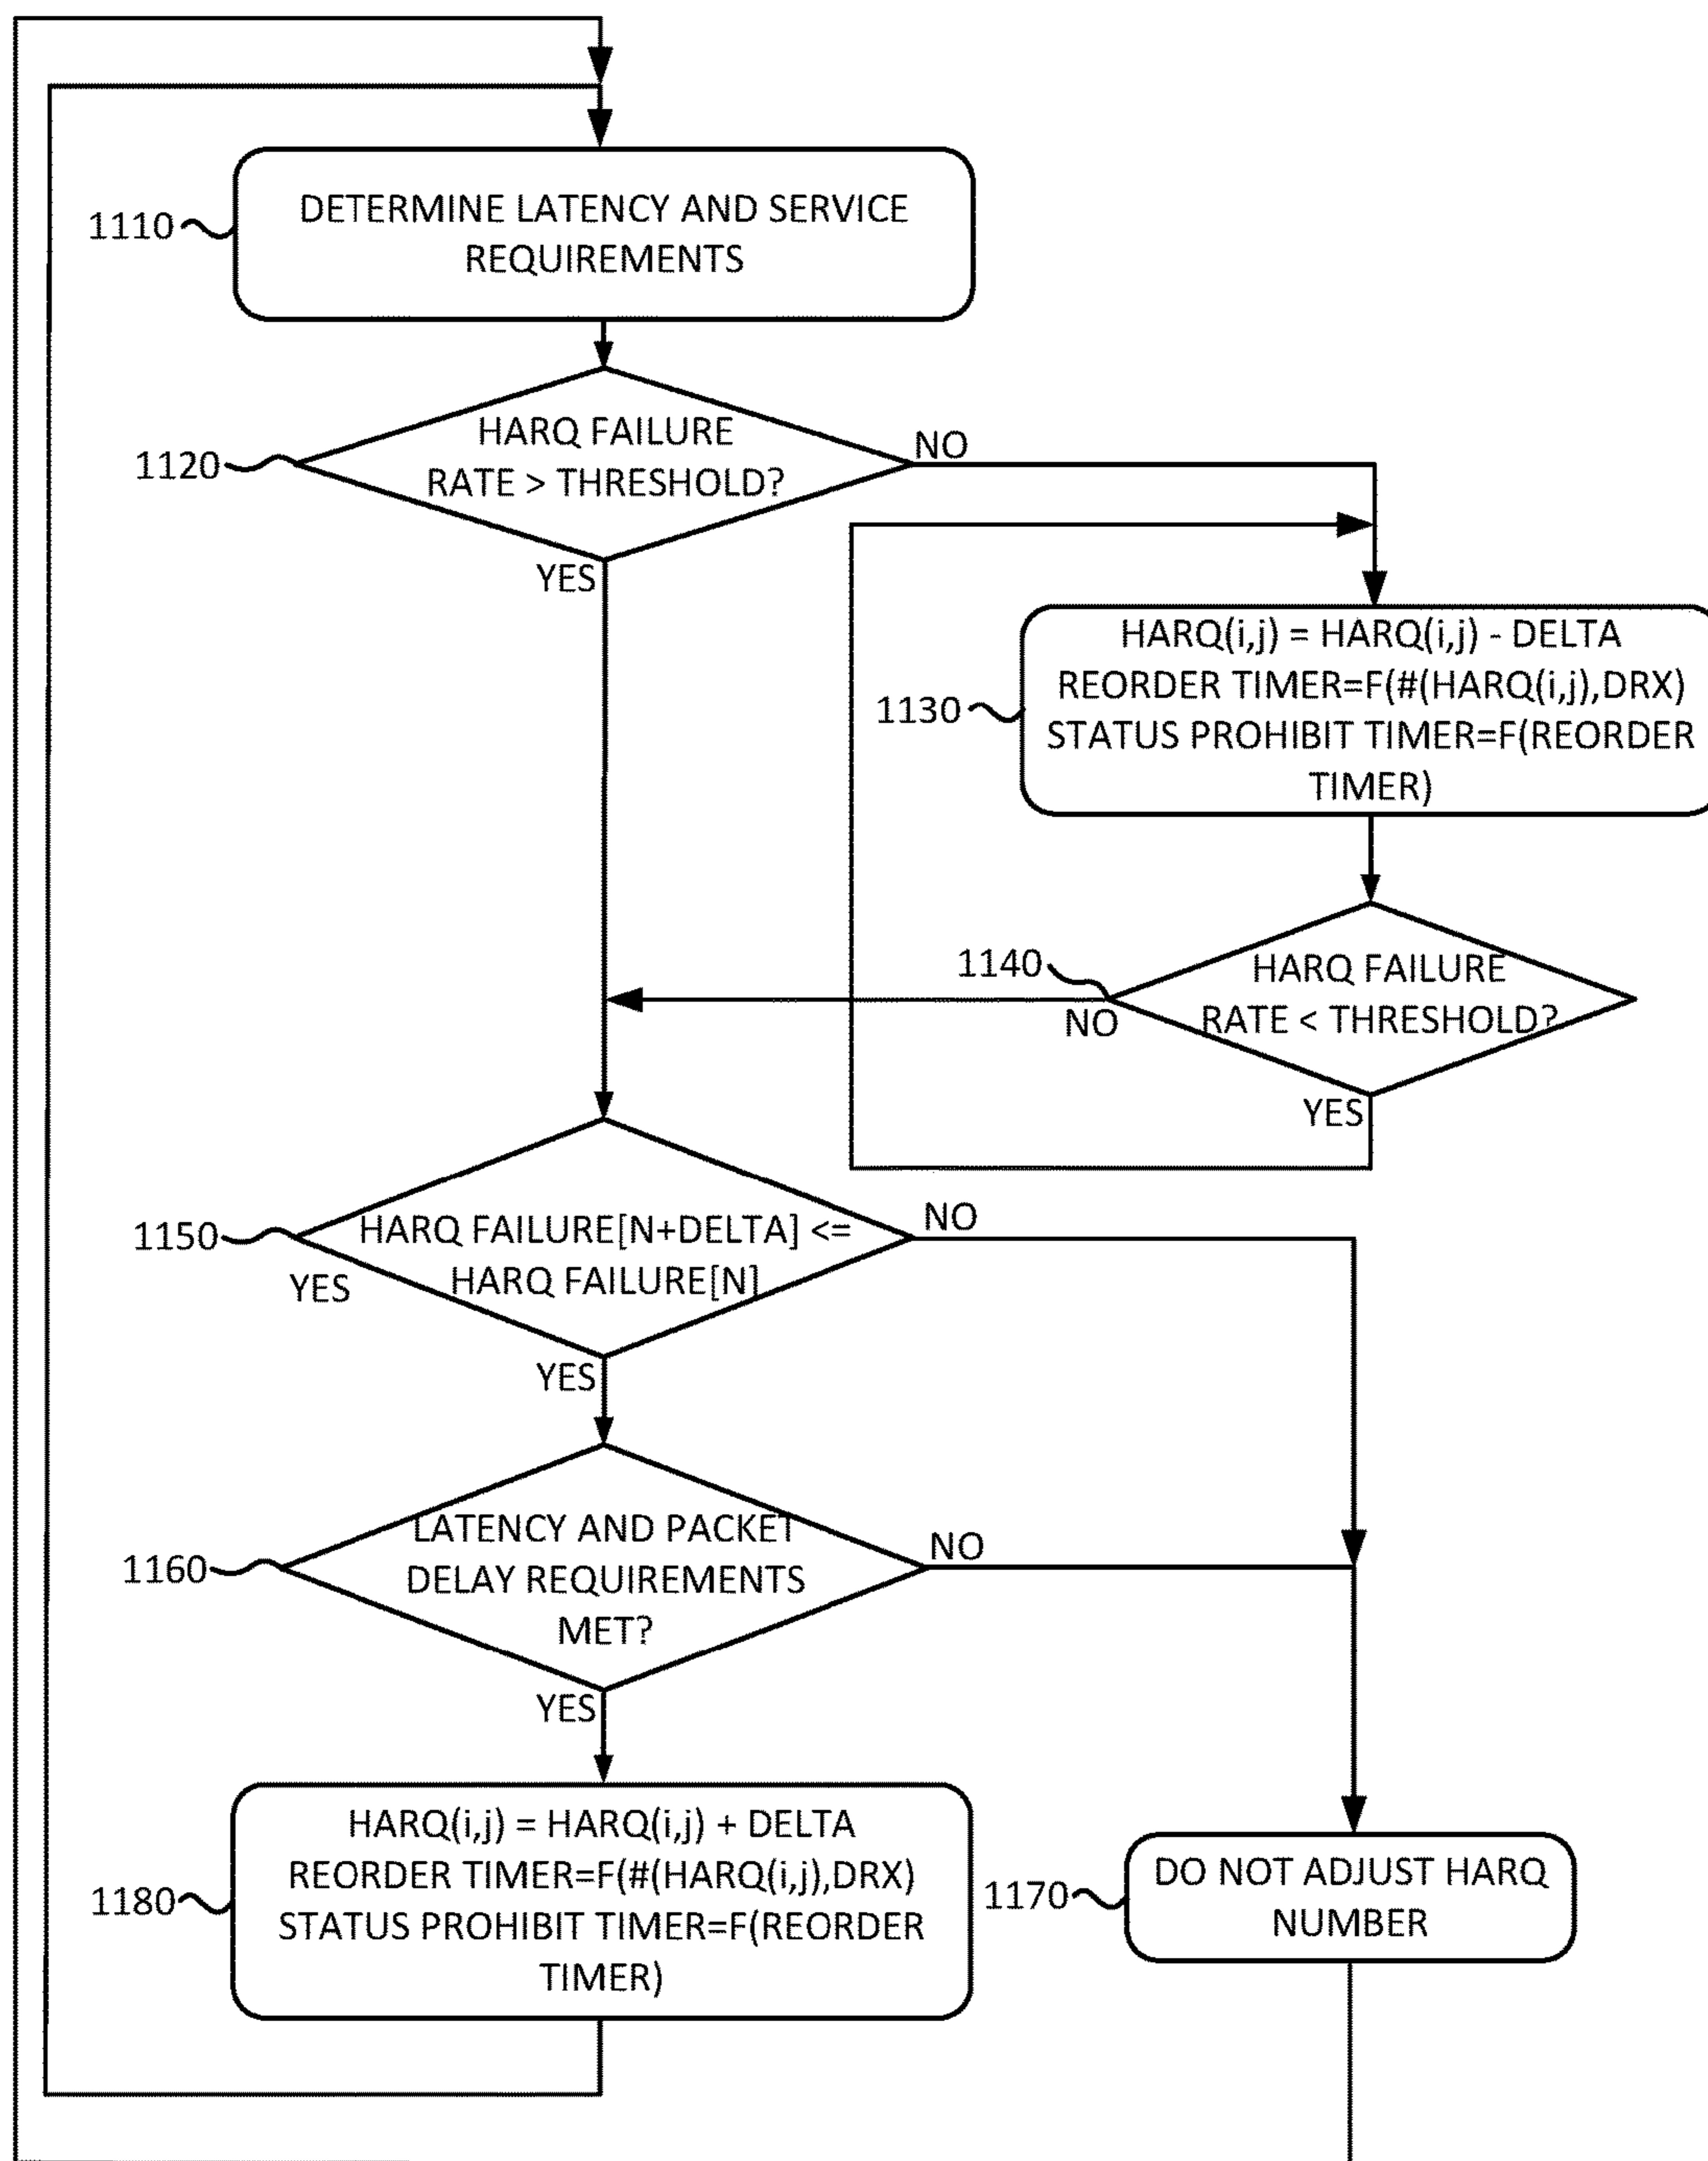 1110
DETERMINE LATENCY AND SERVICE
REQUIREMENTS
1120
HARQ FAILURE
RATE > THRESHOLD?
NO
YES
1130
HARQ(i,j) = HARQ(i,j) - DELTA
REORDER TIMER=F(#(HARQ(i,j),DRX)
STATUS PROHIBIT TIMER=F(REORDER
TIMER)
1140
HARQ FAILURE
RATE < THRESHOLD?
NO
YES
1150
HARQ FAILURE[N+DELTA] <=
HARQ FAILURE[N]
NO
YES
YES
1160
LATENCY AND PACKET
DELAY REQUIREMENTS
MET?
NO
YES
1180
HARQ(i,j) = HARQ(i,j) + DELTA
REORDER TIMER=F(#(HARQ(i,j),DRX)
STATUS PROHIBIT TIMER=F(REORDER
TIMER)
1170
DO NOT ADJUST HARQ
NUMBER